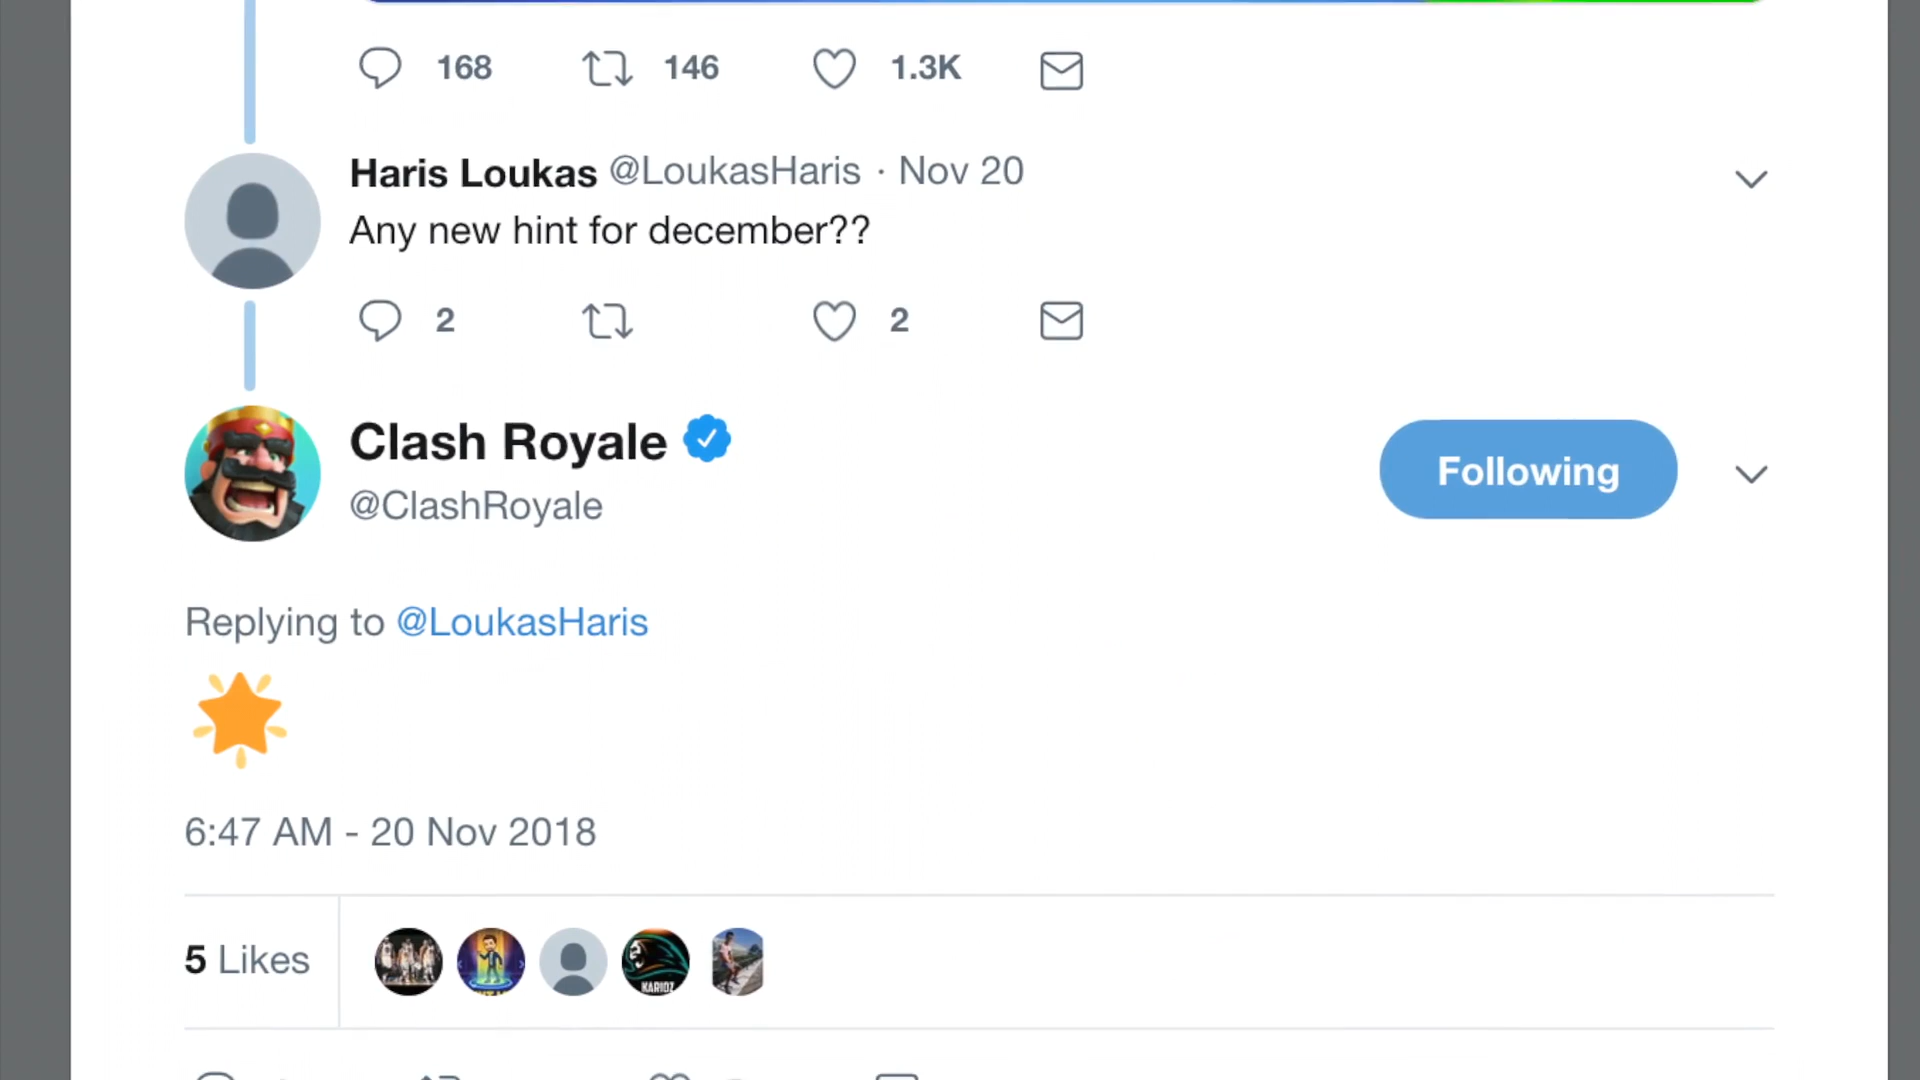 168 146 1.3K
Haris Loukas @LoukasHaris · Nov 20
Any new hint for december??
2 2
Clash Royale
@ClashRoyale
Following
Replying to @LoukasHaris
6:47 AM - 20 Nov 2018
5 Likes
KARIOZ